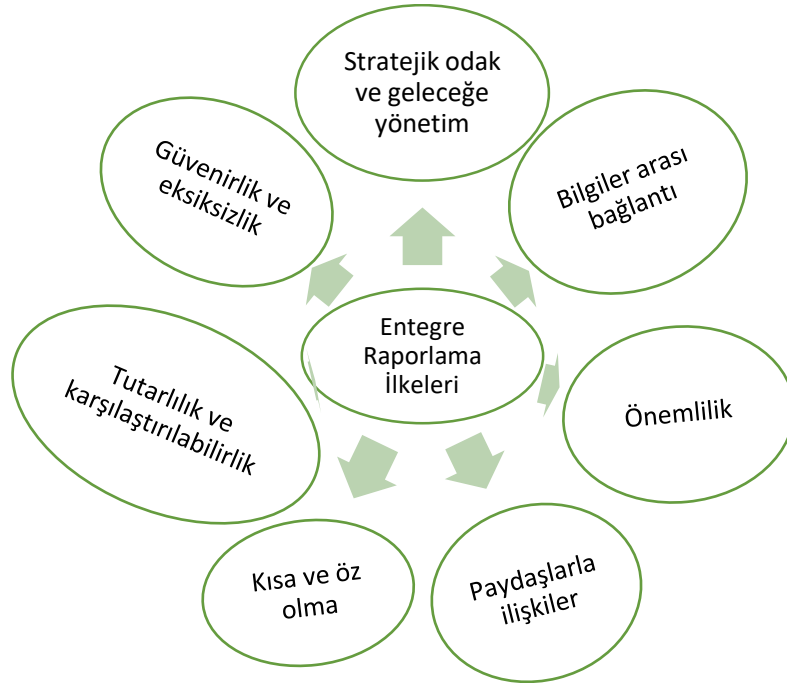 Stratejik odak
ve geleceğe
yönetim
Bilgiler arası
bağlantı
Önemlilik
Paydaşlarla
ilişkiler
Kısa ve öz
olma
Tutarlılık ve
karşılaştırılabilirlik
Güvenirlik ve
eksiksizlik
Entegre
Raporlama
İlkeleri